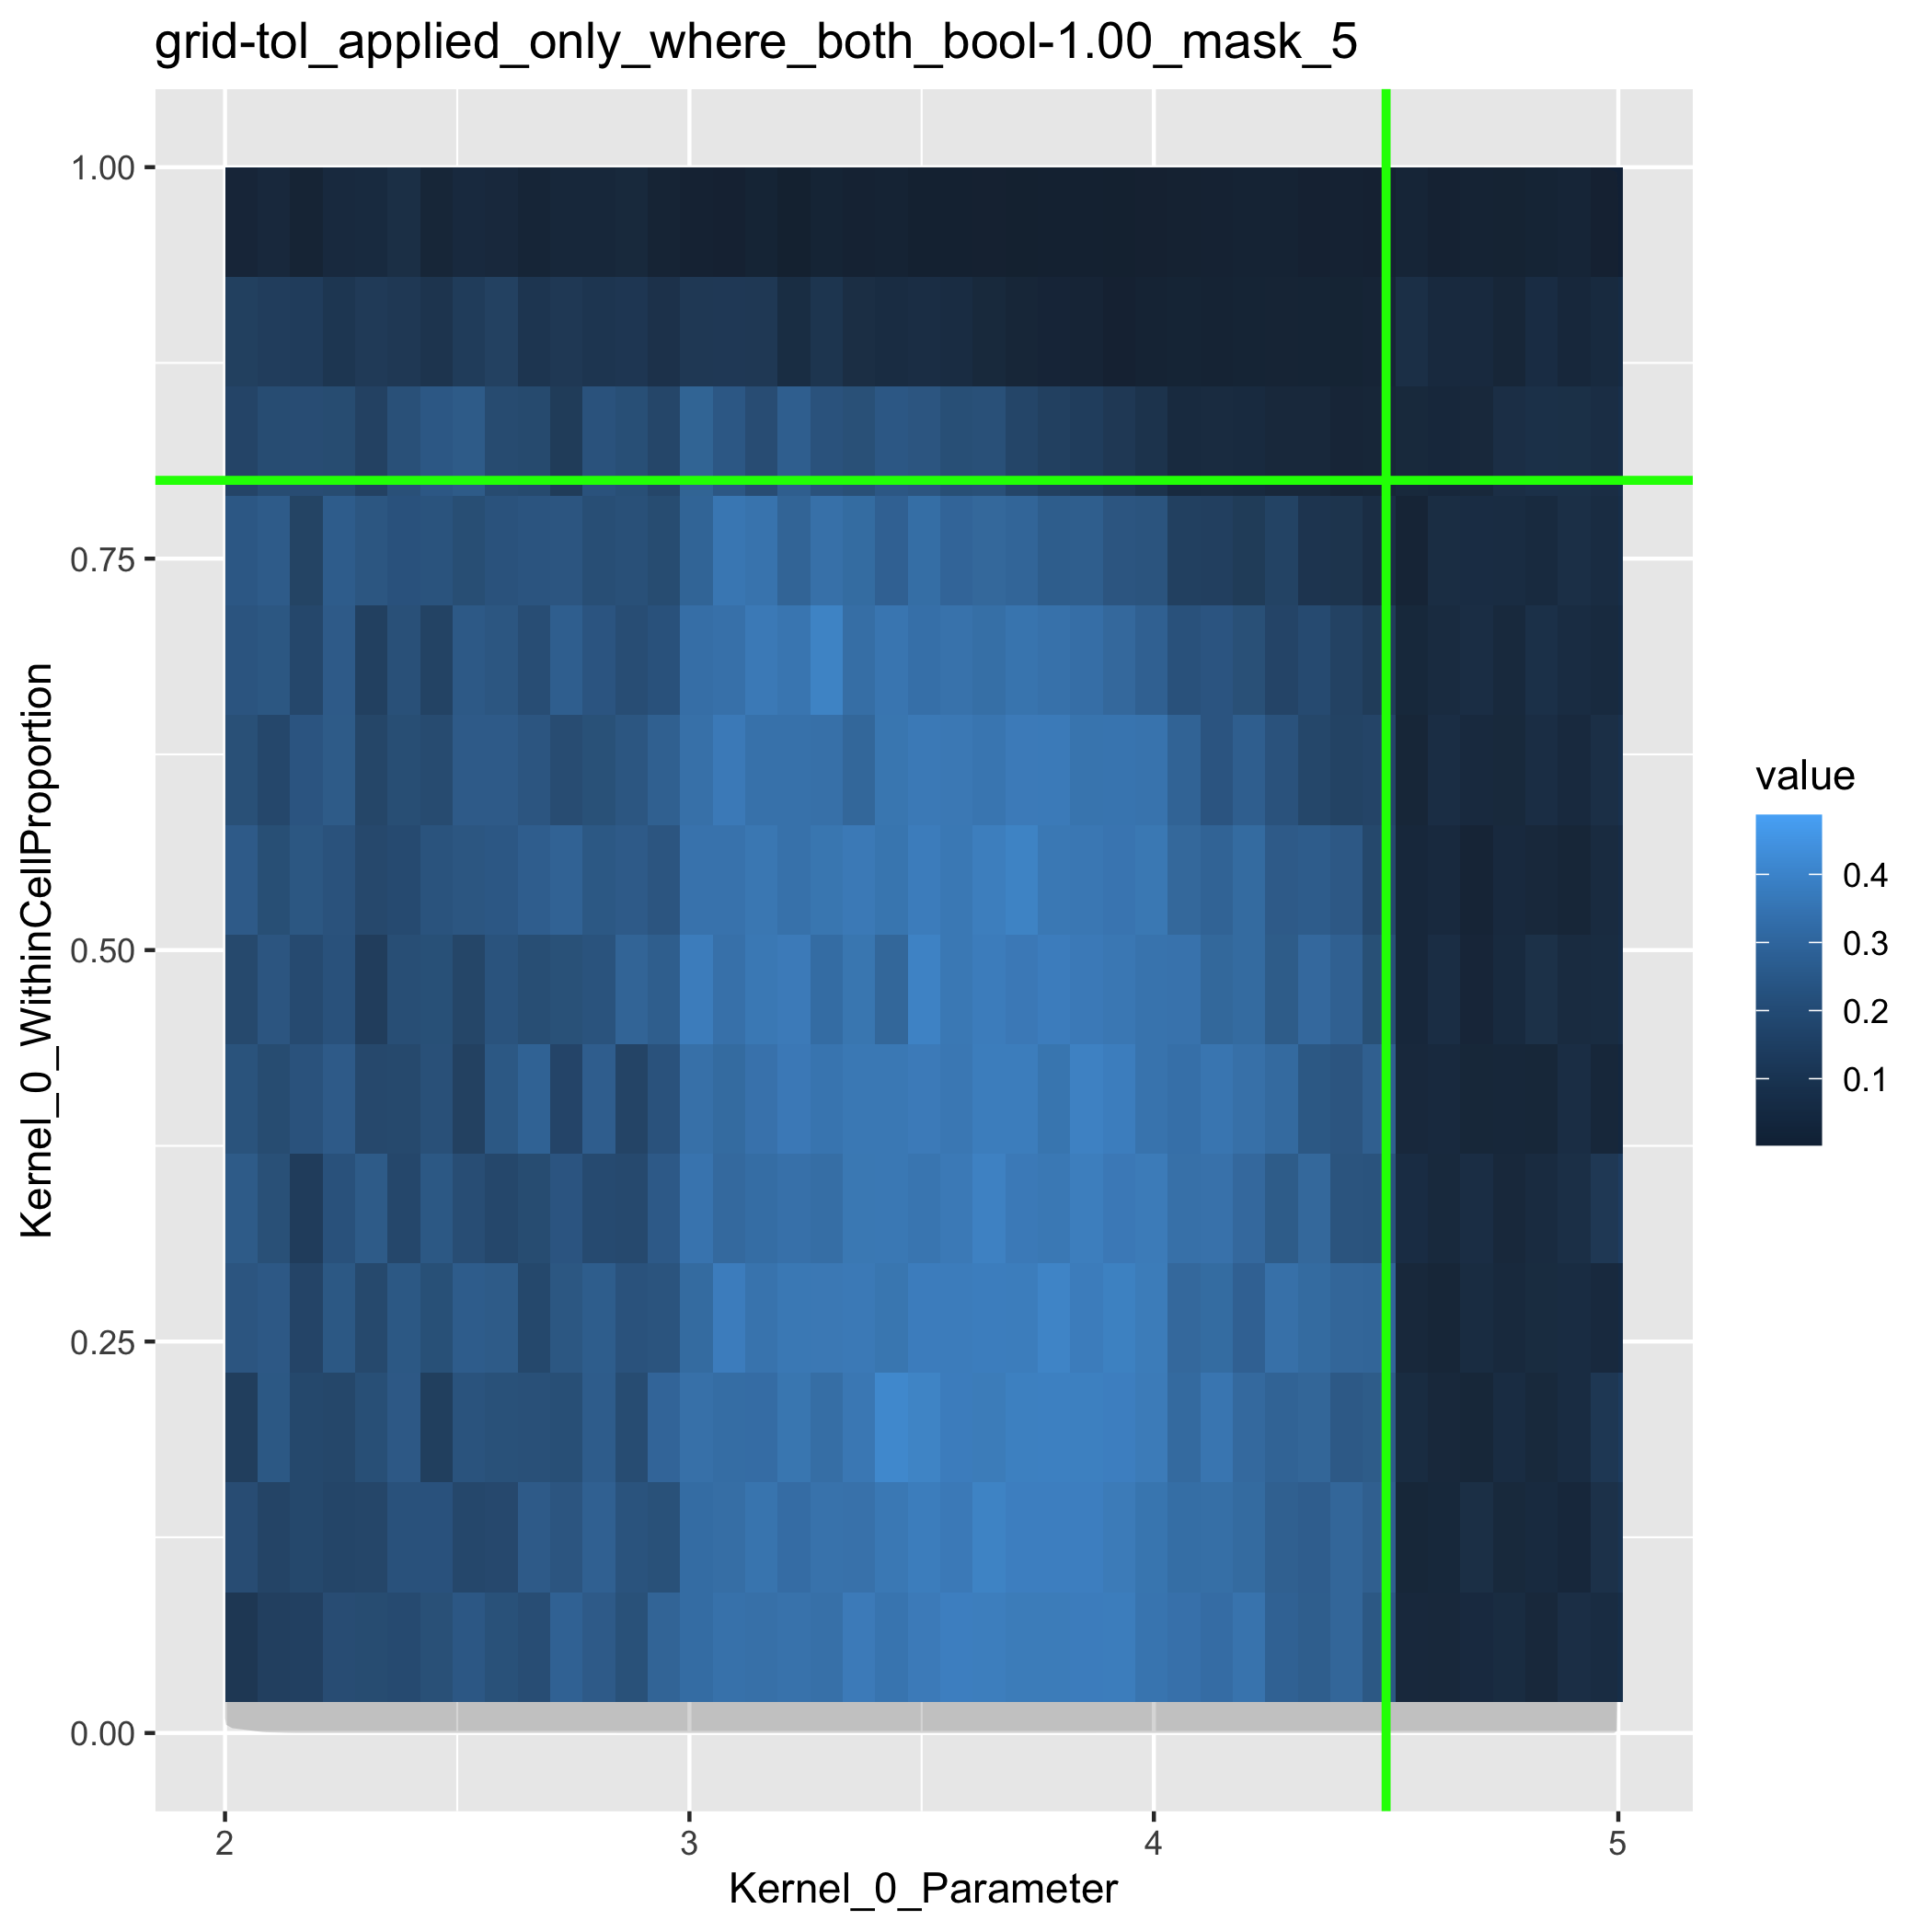 grid-tol_applied_only_where_both_bool-1.00_mask_5
1.00
0.75
0.50
0.25
0.00
Kernel_0_WithinCellProportion
2 3 4 5
Kernel_0_Parameter
value
0.4
0.3
0.2
0.1